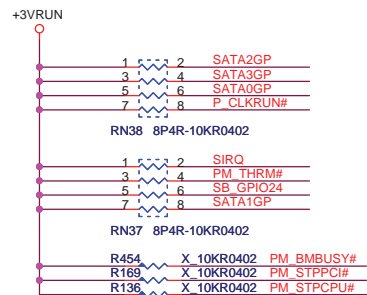 +3VRUN
1 2 SATA2GP
3 4 SATA3GP
5 6 SATA0GP
7 8 P_CLKRUN#
RN38 8P4R-10KR0402
1 2 SIRQ
3 4 PM_THRM#
5 6 SB_GPIO24
7 8 SATA1GP
RN37 8P4R-10KR0402
R454 X_10KR0402 PM_BMBUSY#
R169 X_10KR0402 PM_STPPCI#
R136 X_10KR0402 PM_STPCPU#